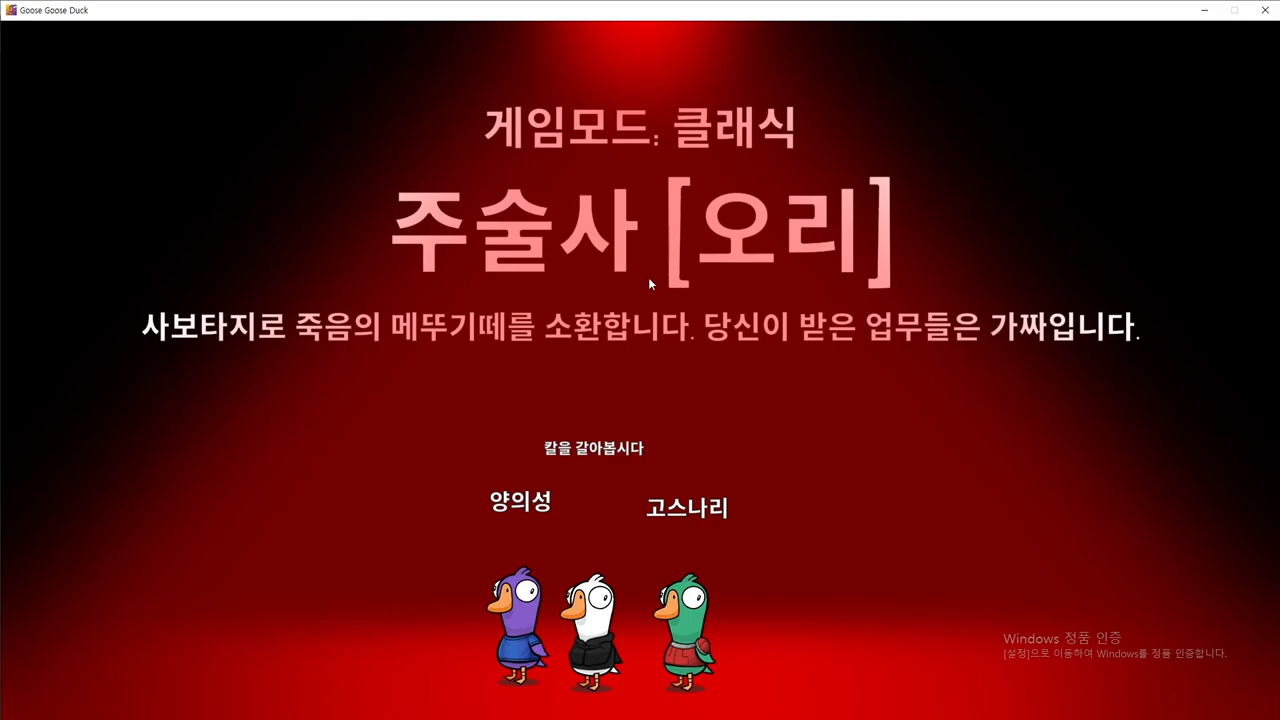 Goose Goose Duck
게임모드: 클래식
주술사 [오리]
사보타지로 죽음의 메뚜기떼를 소환합니다. 당신이 받은 업무들은 가짜입니다.
칼을 갈아봅시다
양의성
고스나리
Windows 정품 인증
[설정]으로 이동하여 Windows를 정품 인증합니다.